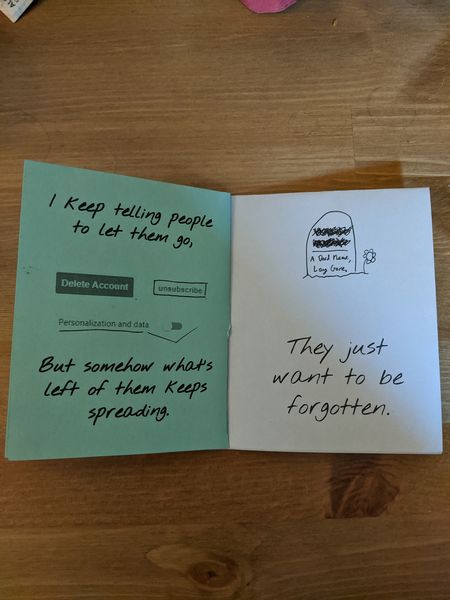 I Keep telling people
to let them go,
Delete Account
unsubscribe
Personalization and data
But somehow what's
left of them Keeps
spreading.
A Dead Name,
Long Gone.
They just
want to be
forgotten.